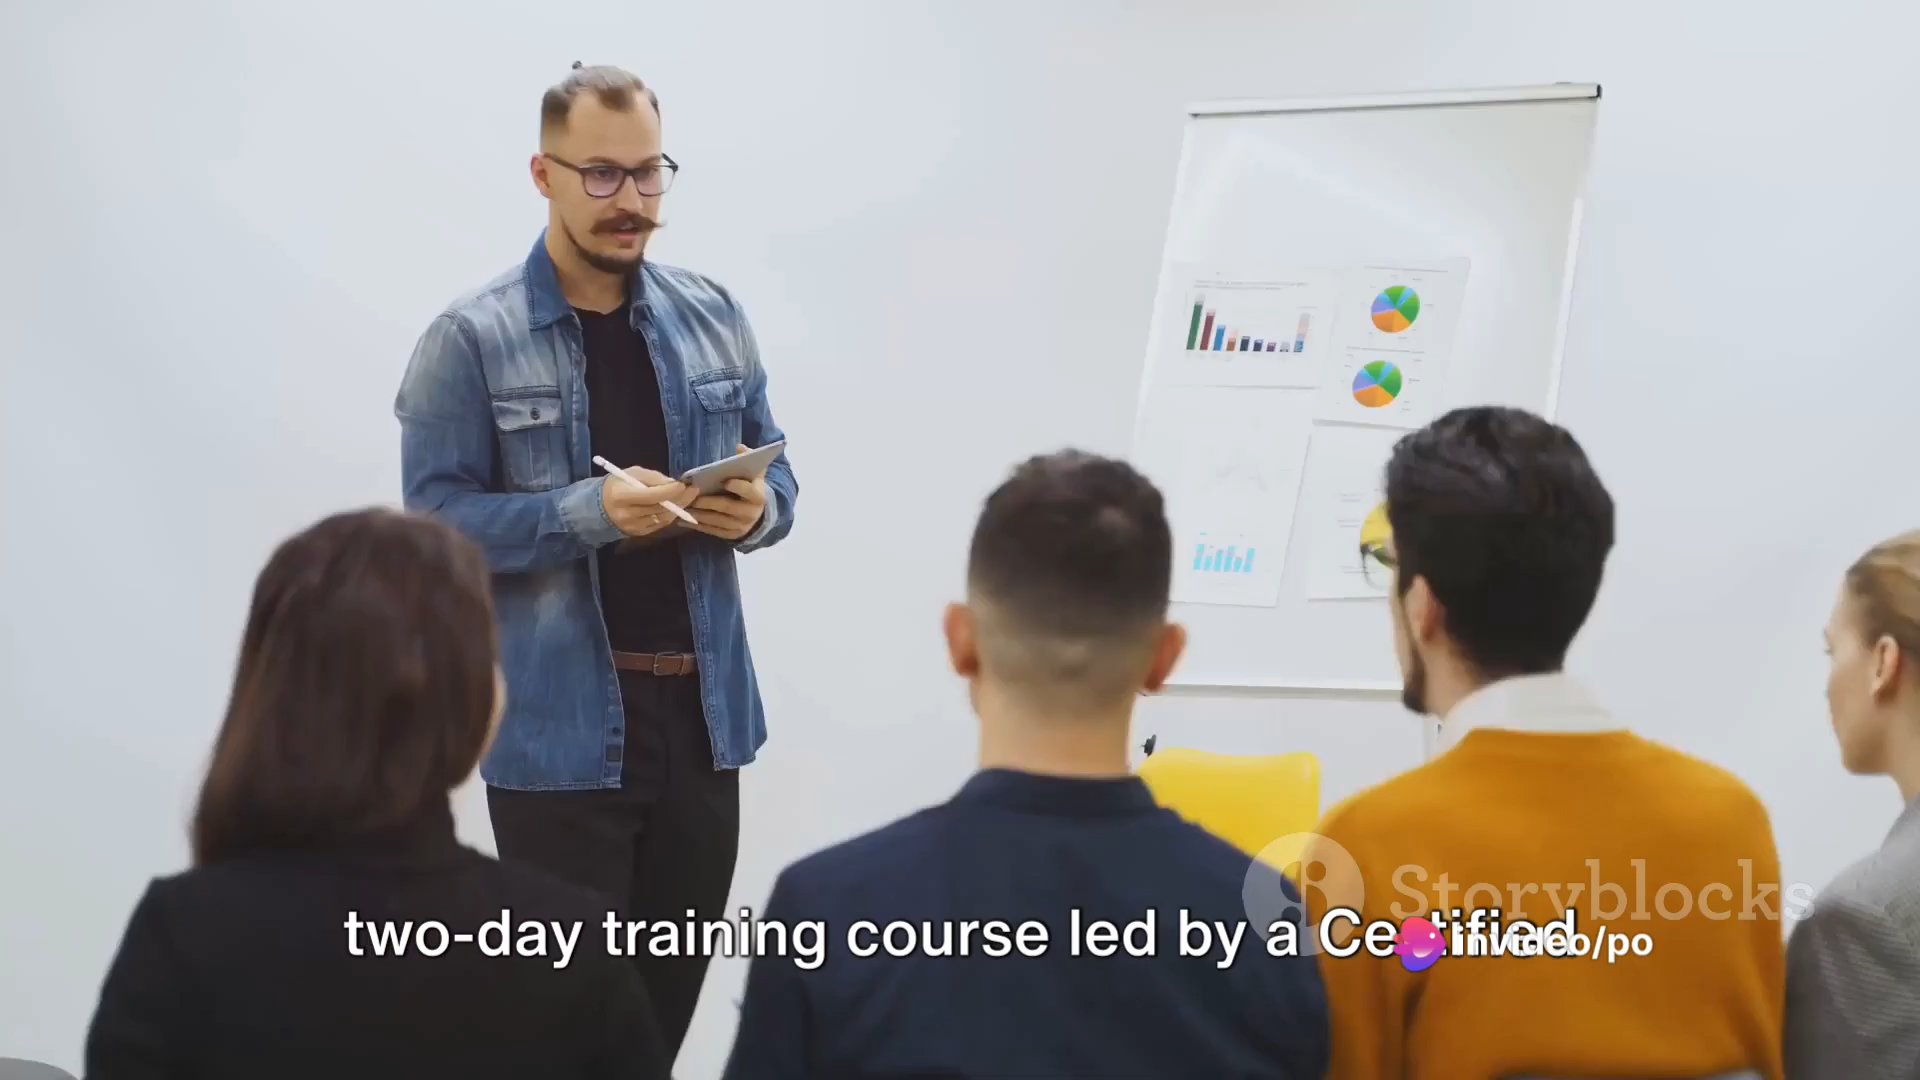 Storyblocks
two-day training course led by a Certified
invideo/po